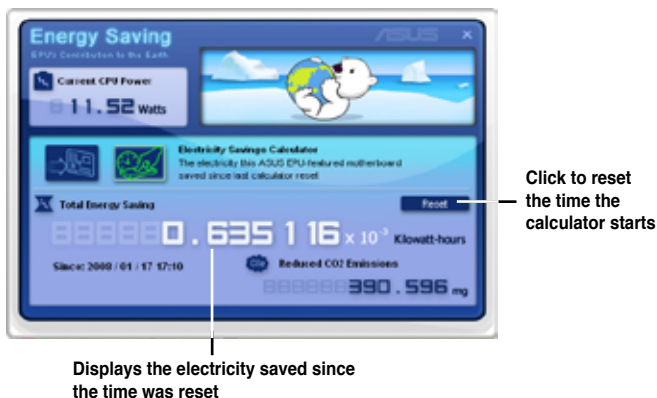 Energy Saving
EPU's Contribution to the Earth
ASUS
Current CPU Power
11.52 Watts
Electricity Savings Calculator
The electricity this ASUS EPU-featured motherboard
saved since last calculator reset
Total Energy Saving
Reset
0.635116 x 10⁻³ Kilowatt-hours
Since: 2008 / 01 / 17 17:10
CO2
Reduced CO2 Emissions
390.596 mg
Click to reset
the time the
calculator starts
Displays the electricity saved since
the time was reset